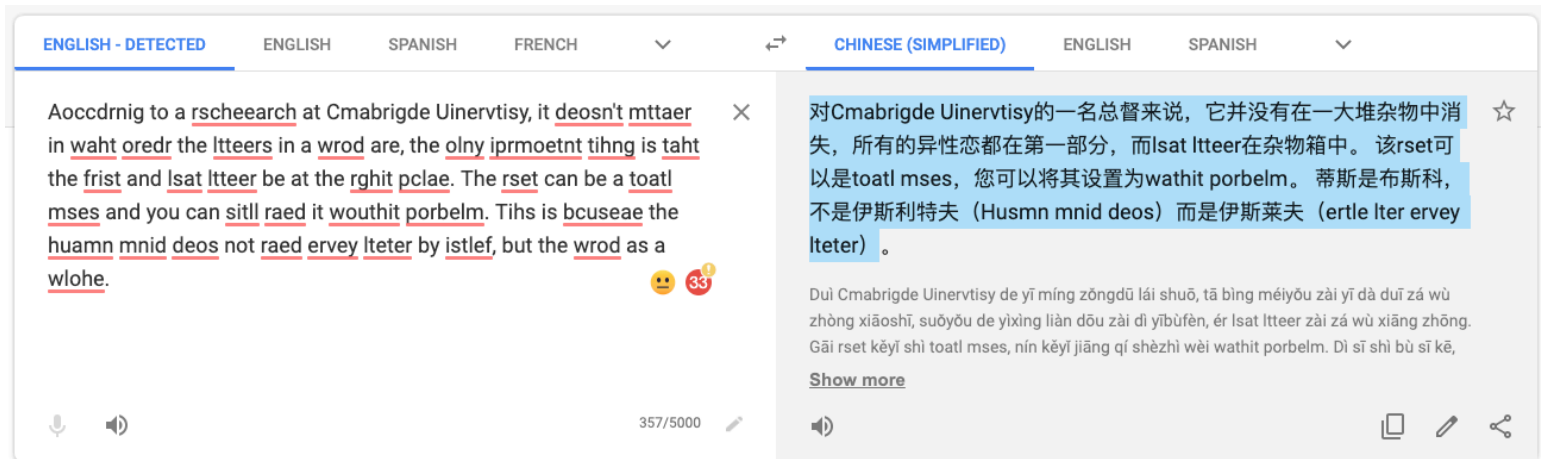 ENGLISH - DETECTED ENGLISH SPANISH FRENCH
CHINESE (SIMPLIFIED) ENGLISH SPANISH
Aoccdrnig to a rscheearch at Cmabrigde Uinervtisy, it deosn't mttaer
in waht oredr the ltteers in a wrod are, the olny iprmoetnt tihng is taht
the frist and lsat ltteer be at the rghit pclae. The rset can be a toatl
mses and you can sitll raed it wouthit porbelm. Tihs is bcuseae the
huamn mnid deos not raed ervey lteter by istlef, but the wrod as a
wlohe.
33
357/5000
对Cmabrigde Uinervtisy的一名总督来说，它并没有在一大堆杂物中消
失，所有的异性恋都在第一部分，而lsat ltteer在杂物箱中。 该rset可
以是toatl mses，您可以将其设置为wathit porbelm。 蒂斯是布斯科，
不是伊斯利特夫（Husmn mnid deos）而是伊斯莱夫（ertle lter ervey
lteter）。
Duì Cmabrigde Uinervtisy de yī míng zǒngdū lái shuō, tā bìng méiyǒu zài yī dà duī zá wù
zhòng xiāoshī, suǒyǒu de yìxìng liàn dōu zài dì yībùfèn, ér lsat ltteer zài zá wù xiāng zhōng.
Gāi rset kěyǐ shì toatl mses, nín kěyǐ jiāng qí shèzhì wèi wathit porbelm. Dì sī shì bù sī kē,
Show more